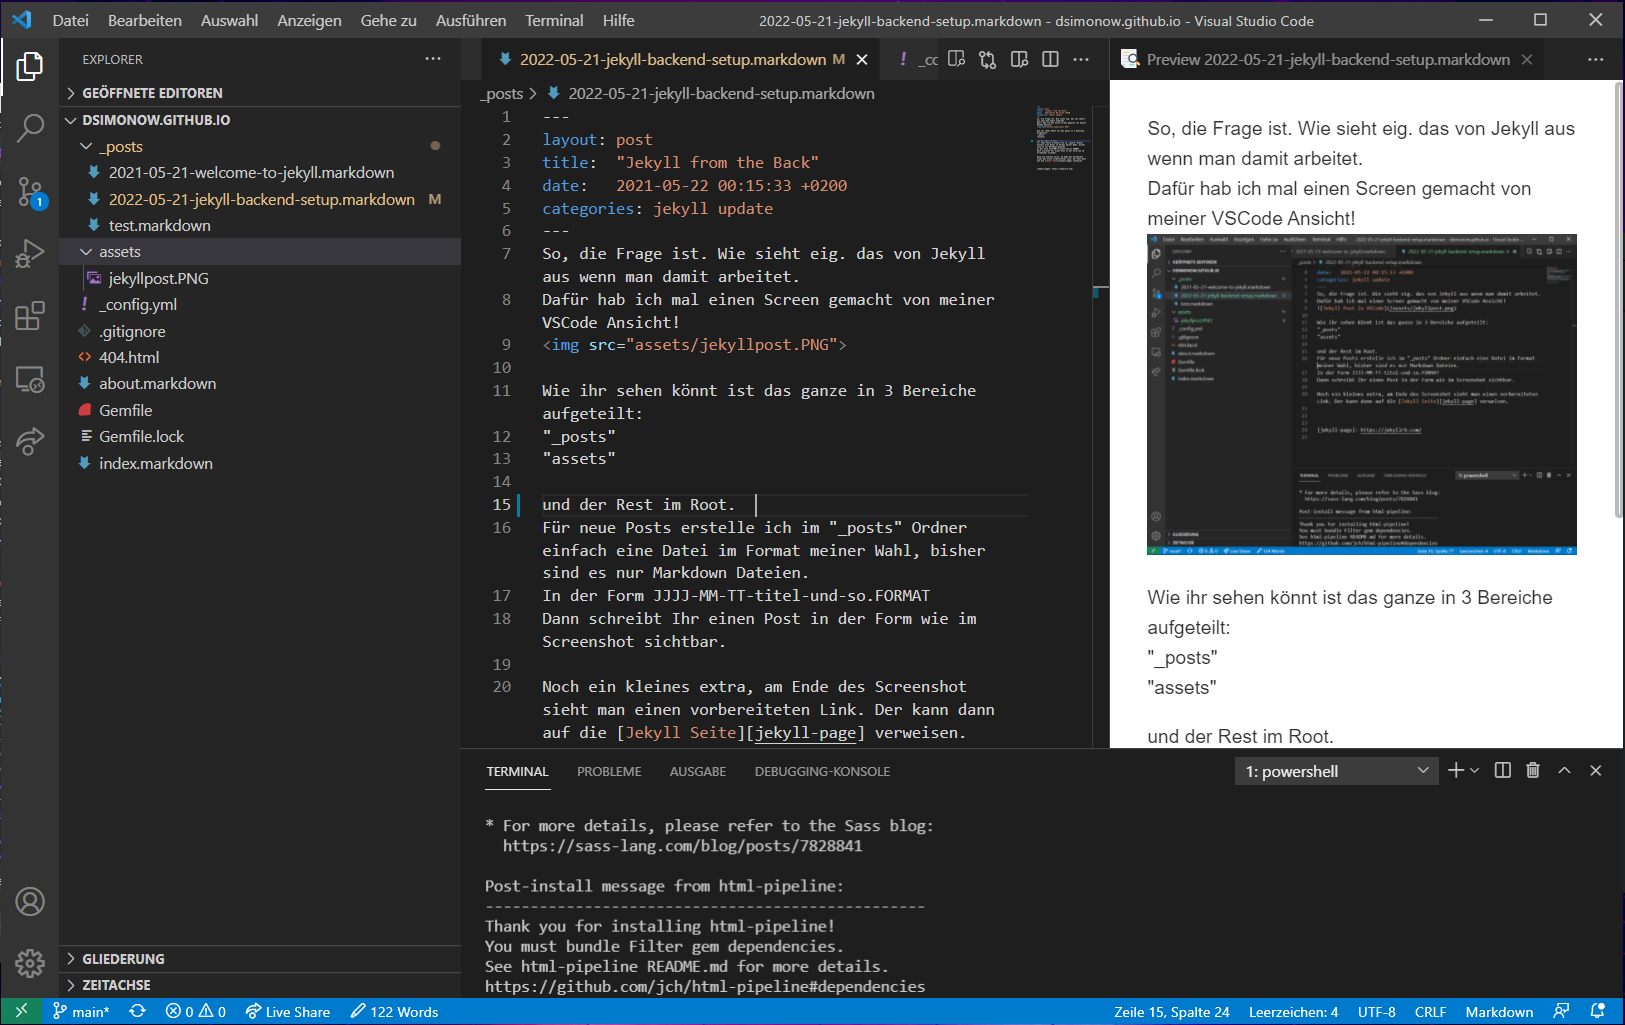 Datei Bearbeiten Auswahl Anzeigen Gehe zu Ausführen Terminal Hilfe 2022-05-21-jekyll-backend-setup.markdown - dsimonow.github.io - Visual Studio Code
EXPLORER
GEÖFFNETE EDITOREN
DSIMONOW.GITHUB.IO
_posts
2021-05-21-welcome-to-jekyll.markdown
2022-05-21-jekyll-backend-setup.markdown M
test.markdown
assets
jekyllpost.PNG
! _config.yml
.gitignore
<> 404.html
about.markdown
Gemfile
Gemfile.lock
index.markdown
GLIEDERUNG
ZEITACHSE
1
2022-05-21-jekyll-backend-setup.markdown M
! _cc
_posts > 2022-05-21-jekyll-backend-setup.markdown
1 ---
2 layout: post
3 title:  "Jekyll from the Back"
4 date:   2021-05-22 00:15:33 +0200
5 categories: jekyll update
6 ---
7 So, die Frage ist. Wie sieht eig. das von Jekyll
aus wenn man damit arbeitet.
8 Dafür hab ich mal einen Screen gemacht von meiner
VSCode Ansicht!
9 <img src="assets/jekyllpost.PNG">
10
11 Wie ihr sehen könnt ist das ganze in 3 Bereiche
aufgeteilt:
12 "_posts"
13 "assets"
14
15 und der Rest im Root.
16 Für neue Posts erstelle ich im "_posts" Ordner
einfach eine Datei im Format meiner Wahl, bisher
sind es nur Markdown Dateien.
17 In der Form JJJJ-MM-TT-titel-und-so.FORMAT
18 Dann schreibt Ihr einen Post in der Form wie im
Screenshot sichtbar.
19
20 Noch ein kleines extra, am Ende des Screenshot
sieht man einen vorbereiteten Link. Der kann dann
auf die [Jekyll Seite][jekyll-page] verweisen.
Preview 2022-05-21-jekyll-backend-setup.markdown
So, die Frage ist. Wie sieht eig. das von Jekyll aus
wenn man damit arbeitet.
Dafür hab ich mal einen Screen gemacht von
meiner VSCode Ansicht!
Wie ihr sehen könnt ist das ganze in 3 Bereiche
aufgeteilt:
"_posts"
"assets"
und der Rest im Root.
TERMINAL PROBLEME AUSGABE DEBUGGING-KONSOLE 1: powershell
* For more details, please refer to the Sass blog:
https://sass-lang.com/blog/posts/7828841
Post-install message from html-pipeline:
-------------------------------------------------
Thank you for installing html-pipeline!
You must bundle Filter gem dependencies.
See html-pipeline README.md for more details.
https://github.com/jch/html-pipeline#dependencies
main* 0 0 Live Share 122 Words Zeile 15, Spalte 24 Leerzeichen: 4 UTF-8 CRLF Markdown